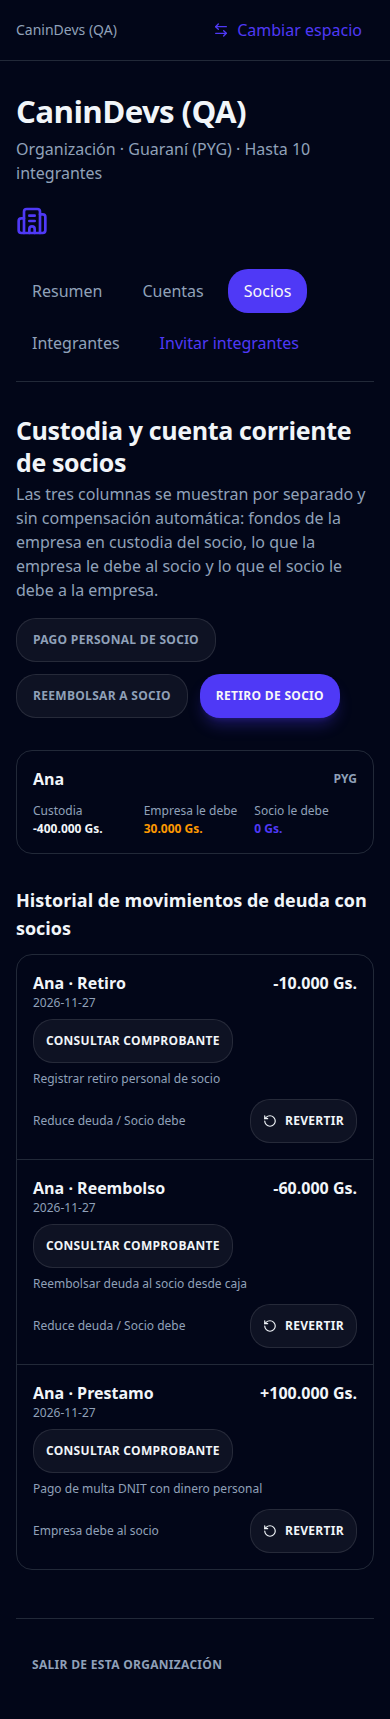 CaninDevs (QA)
Cambiar espacio
CaninDevs (QA)
Organización · Guaraní (PYG) · Hasta 10
integrantes
Resumen
Cuentas
Socios
Integrantes
Invitar integrantes
Custodia y cuenta corriente
de socios
Las tres columnas se muestran por separado y
sin compensación automática: fondos de la
empresa en custodia del socio, lo que la
empresa le debe al socio y lo que el socio le
debe a la empresa.
PAGO PERSONAL DE SOCIO
REEMBOLSAR A SOCIO
RETIRO DE SOCIO
Ana
PYG
Custodia
Empresa le debe
Socio le debe
-400.000 Gs.
30.000 Gs.
0 Gs.
Historial de movimientos de deuda con
socios
Ana · Retiro
-10.000 Gs.
2026-11-27
CONSULTAR COMPROBANTE
Registrar retiro personal de socio
Reduce deuda / Socio debe
REVERTIR
Ana · Reembolso
-60.000 Gs.
2026-11-27
CONSULTAR COMPROBANTE
Reembolsar deuda al socio desde caja
Reduce deuda / Socio debe
REVERTIR
Ana · Prestamo
+100.000 Gs.
2026-11-27
CONSULTAR COMPROBANTE
Pago de multa DNIT con dinero personal
Empresa debe al socio
REVERTIR
SALIR DE ESTA ORGANIZACIÓN